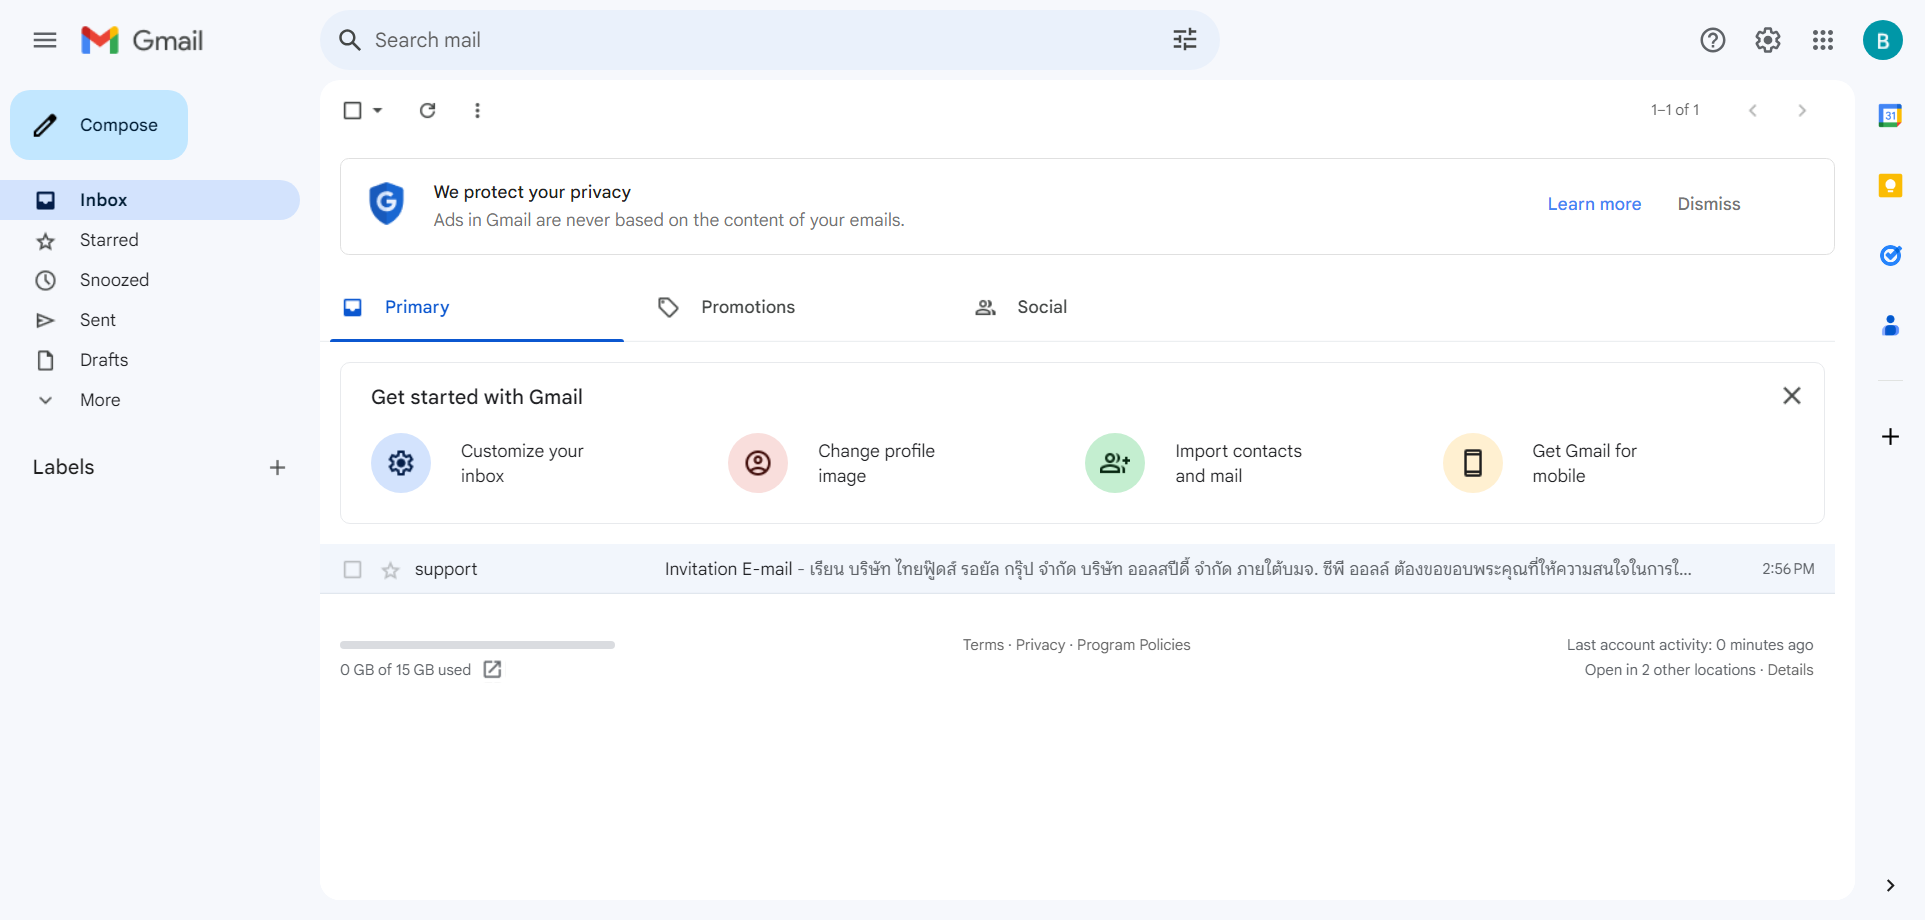 Gmail
Search mail
B
Compose
1–1 of 1
31
Inbox
Starred
Snoozed
Sent
Drafts
More
Labels
G
We protect your privacy
Ads in Gmail are never based on the content of your emails.
Learn more
Dismiss
Primary
Promotions
Social
Get started with Gmail
Customize your
inbox
Change profile
image
Import contacts
and mail
Get Gmail for
mobile
support
Invitation E-mail - เรียน บริษัท ไทยฟู๊ดส์ รอยัล กรุ๊ป จำกัด บริษัท ออลสปีดี้ จำกัด ภายใต้บมจ. ซีพี ออลล์ ต้องขอขอบพระคุณที่ให้ความสนใจในการใ...
2:56 PM
0 GB of 15 GB used
Terms · Privacy · Program Policies
Last account activity: 0 minutes ago
Open in 2 other locations · Details